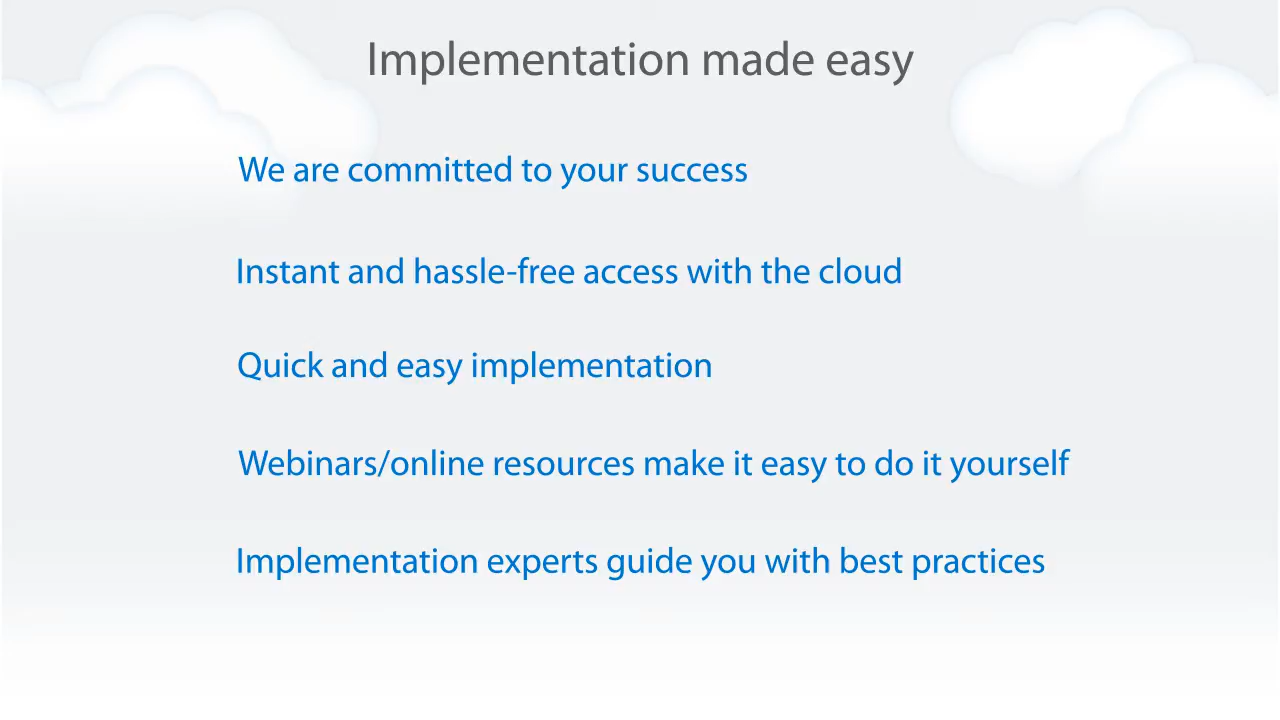 Implementation made easy
We are committed to your success
Instant and hassle-free access with the cloud
Quick and easy implementation
Webinars/online resources make it easy to do it yourself
Implementation experts guide you with best practices